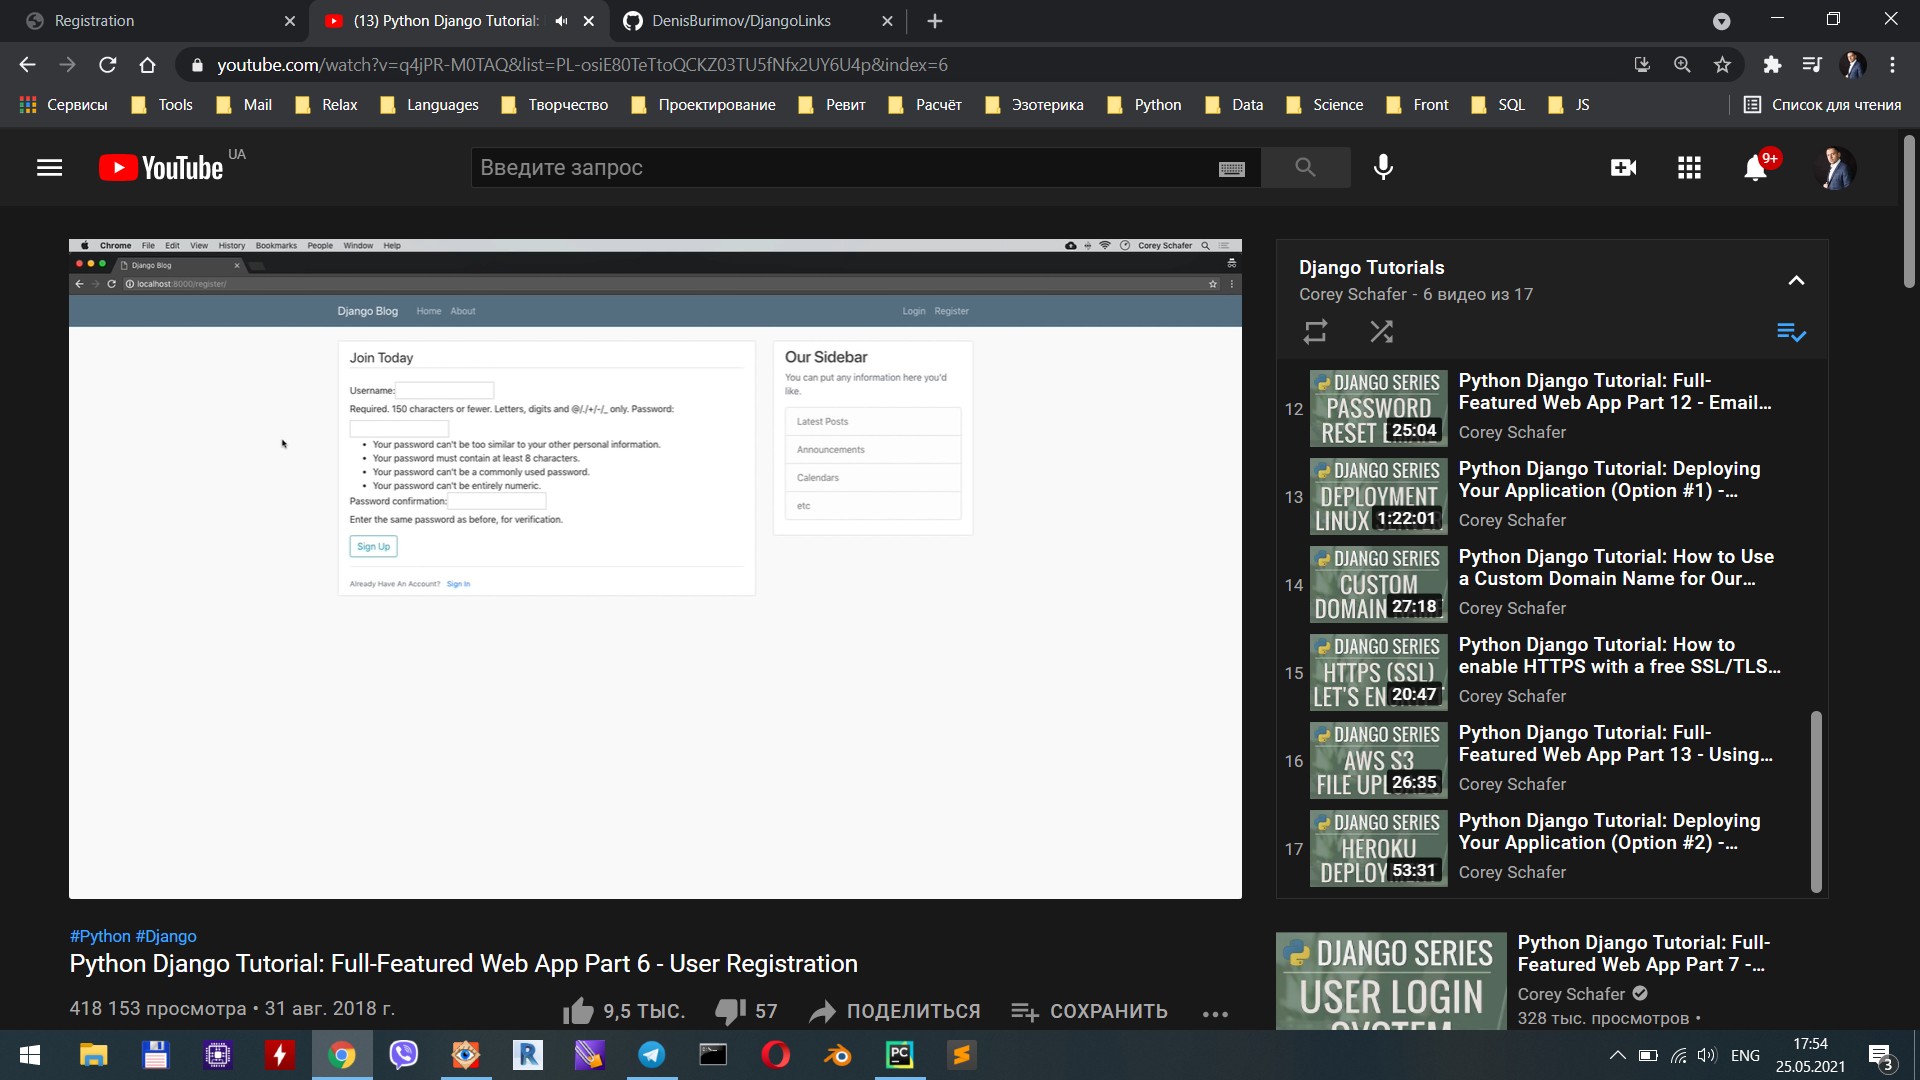 Registration
(13) Python Django Tutorial:
DenisBurimov/DjangoLinks
youtube.com/watch?v=q4jPR-M0TAQ&list=PL-osiE80TeTtoQCKZ03TU5fNfx2UY6U4p&index=6
Сервисы Tools Mail Relax Languages Творчество Проектирование Ревит Расчёт Эзотерика Python Data Science Front SQL JS Список для чтения
YouTube UA
Введите запрос
9+
Chrome File Edit View History Bookmarks People Window Help Corey Schafer
Django Blog
localhost:8000/register/
Django Blog Home About Login Register
Join Today
Username:
Required. 150 characters or fewer. Letters, digits and @/./+/-/_ only. Password:
• Your password can't be too similar to your other personal information.
• Your password must contain at least 8 characters.
• Your password can't be a commonly used password.
• Your password can't be entirely numeric.
Password confirmation:
Enter the same password as before, for verification.
Sign Up
Already Have An Account? Sign In
Our Sidebar
You can put any information here you'd
like.
Latest Posts
Announcements
Calendars
etc
Django Tutorials
Corey Schafer - 6 видео из 17
12
DJANGO SERIES
PASSWORD
RESET
25:04
Python Django Tutorial: Full-
Featured Web App Part 12 - Email...
Corey Schafer
13
DJANGO SERIES
DEPLOYMENT
LINUX
1:22:01
Python Django Tutorial: Deploying
Your Application (Option #1) -...
Corey Schafer
14
DJANGO SERIES
CUSTOM
DOMAIN
27:18
Python Django Tutorial: How to Use
a Custom Domain Name for Our...
Corey Schafer
15
DJANGO SERIES
HTTPS (SSL)
LET'S EN
20:47
Python Django Tutorial: How to
enable HTTPS with a free SSL/TLS...
Corey Schafer
16
DJANGO SERIES
AWS S3
FILE UPL
26:35
Python Django Tutorial: Full-
Featured Web App Part 13 - Using...
Corey Schafer
17
DJANGO SERIES
HEROKU
DEPLOY
53:31
Python Django Tutorial: Deploying
Your Application (Option #2) -...
Corey Schafer
#Python #Django
Python Django Tutorial: Full-Featured Web App Part 6 - User Registration
418 153 просмотра • 31 авг. 2018 г.
9,5 ТЫС. 57 ПОДЕЛИТЬСЯ СОХРАНИТЬ
DJANGO SERIES
USER LOGIN
SYSTEM
Python Django Tutorial: Full-
Featured Web App Part 7 -...
Corey Schafer
328 тыс. просмотров •
R
PC
ENG
17:54
25.05.2021
3